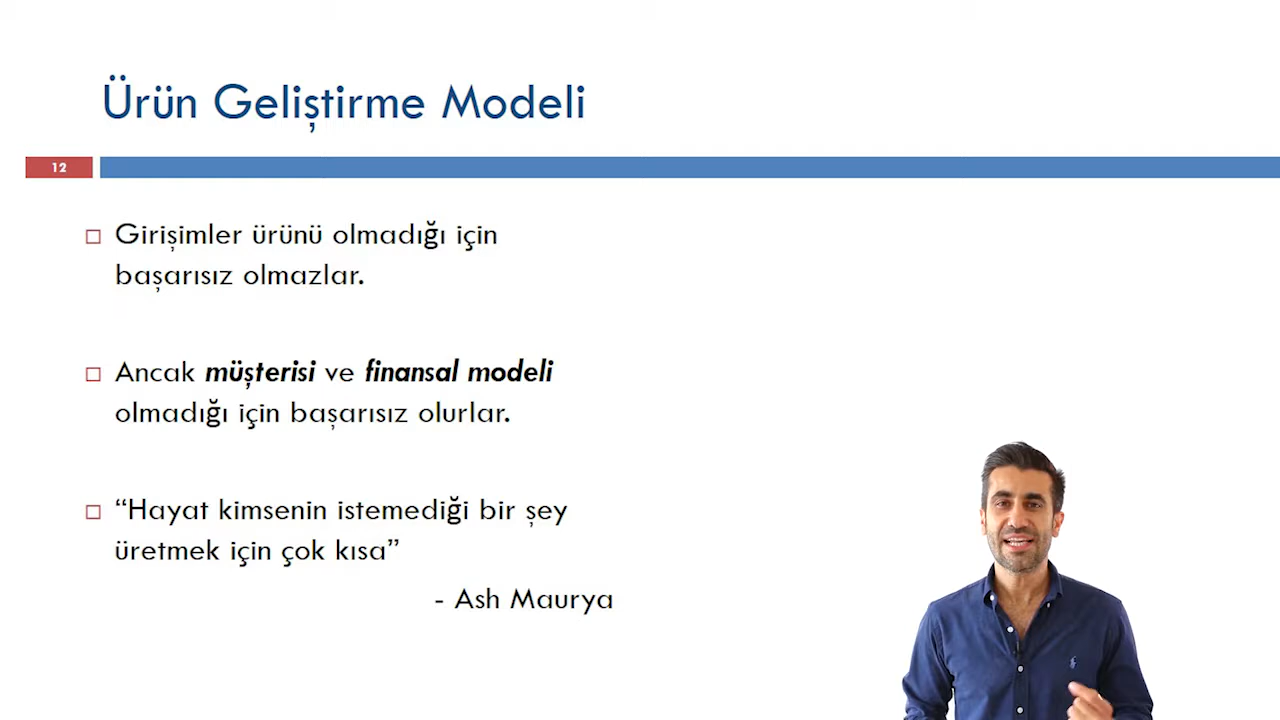 Ürün Geliştirme Modeli
12
Girişimler ürünü olmadığı için
başarısız olmazlar.
Ancak müşterisi ve finansal modeli
olmadığı için başarısız olurlar.
“Hayat kimsenin istemediği bir şey
üretmek için çok kısa”
- Ash Maurya